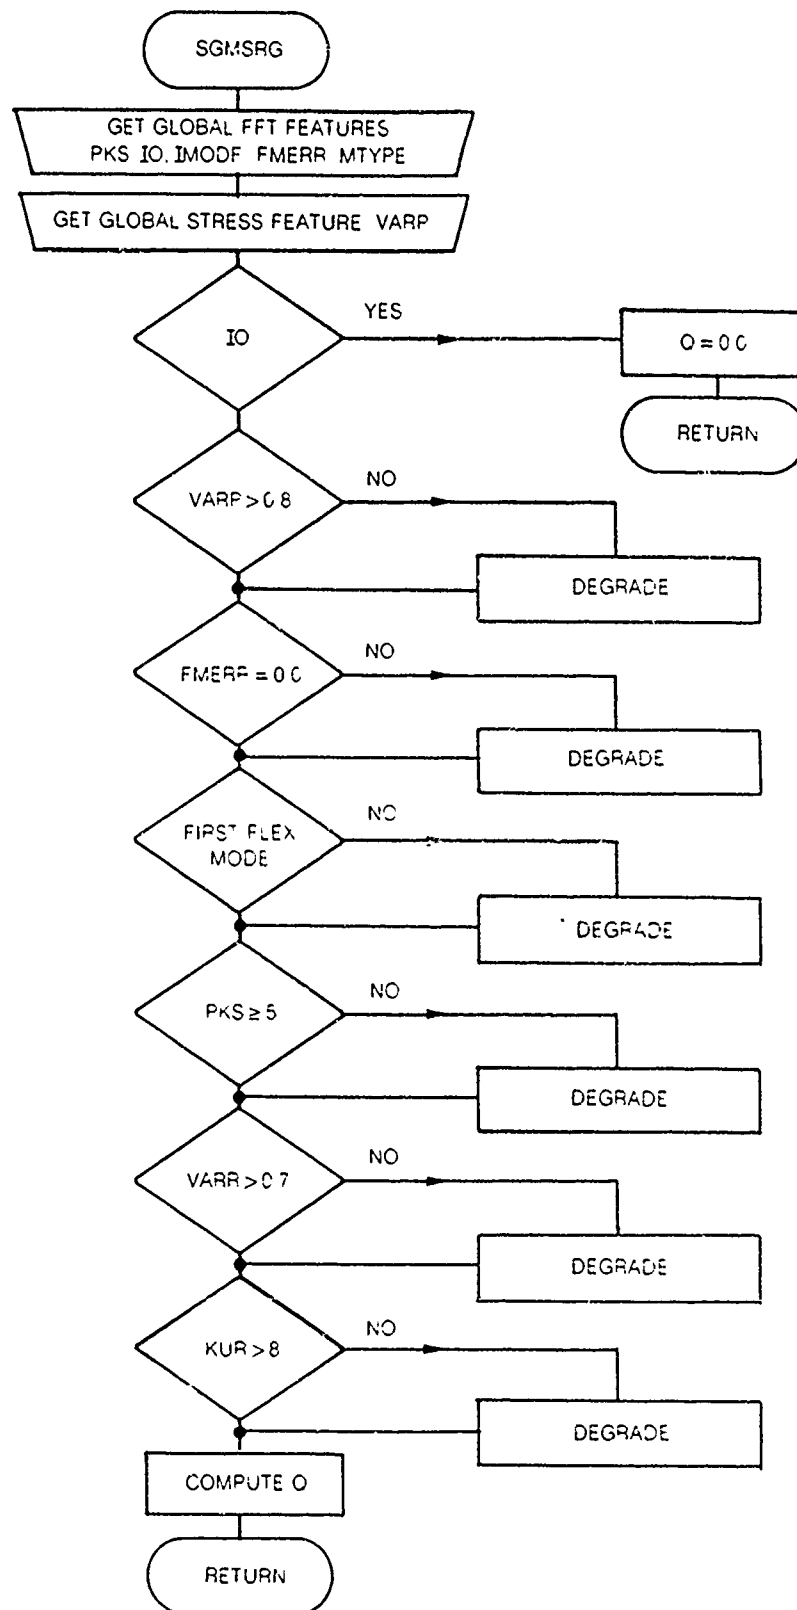 SGMSRG
GET GLOBAL FFT FEATURES
PKS IO, IMODF FMERR MTYPE
GET GLOBAL STRESS FEATURE VARP
IO
YES
Q = 0.0
RETURN
VARP > 0.8
NO
DEGRADE
FMERR = 0.0
NO
DEGRADE
FIRST FLEX
MODE
NO
DEGRADE
PKS ≥ 5
NO
DEGRADE
VARR > 0.7
NO
DEGRADE
KUR > 8
NO
DEGRADE
COMPUTE Q
RETURN